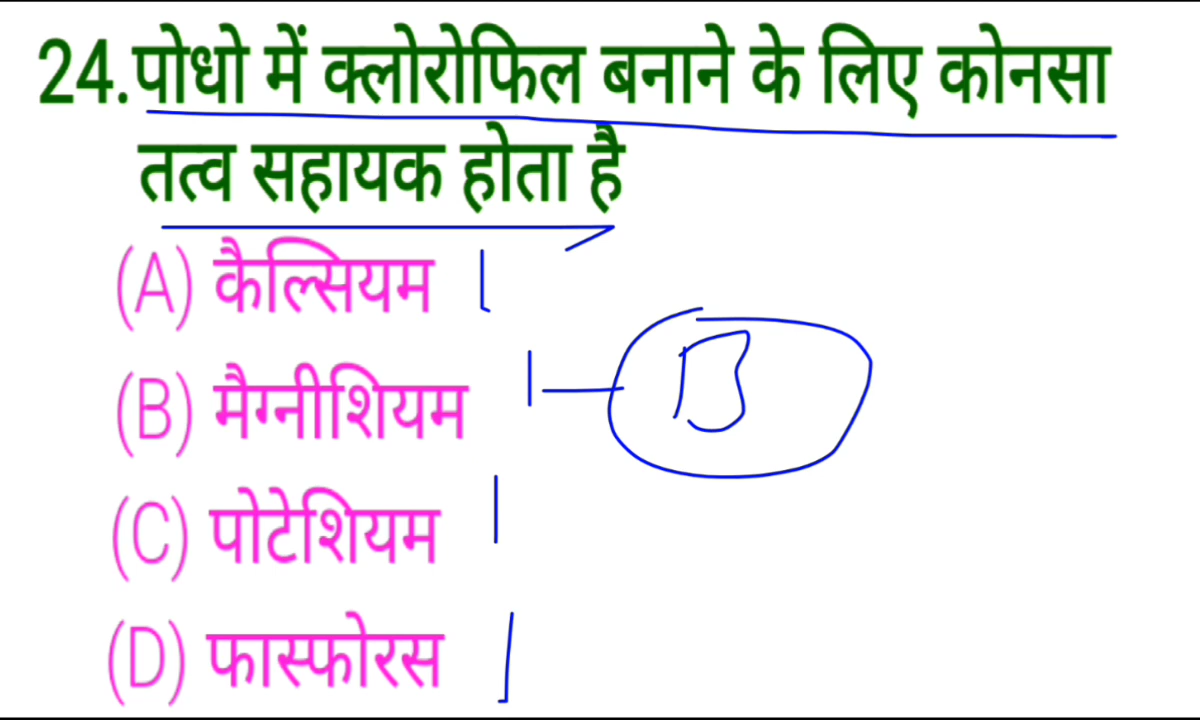 24.पोधो में क्लोरोफिल बनाने के लिए कोनसा
तत्व सहायक होता है
(A) कैल्सियम
(B) मैग्नीशियम
B
(C) पोटेशियम
(D) फास्फोरस